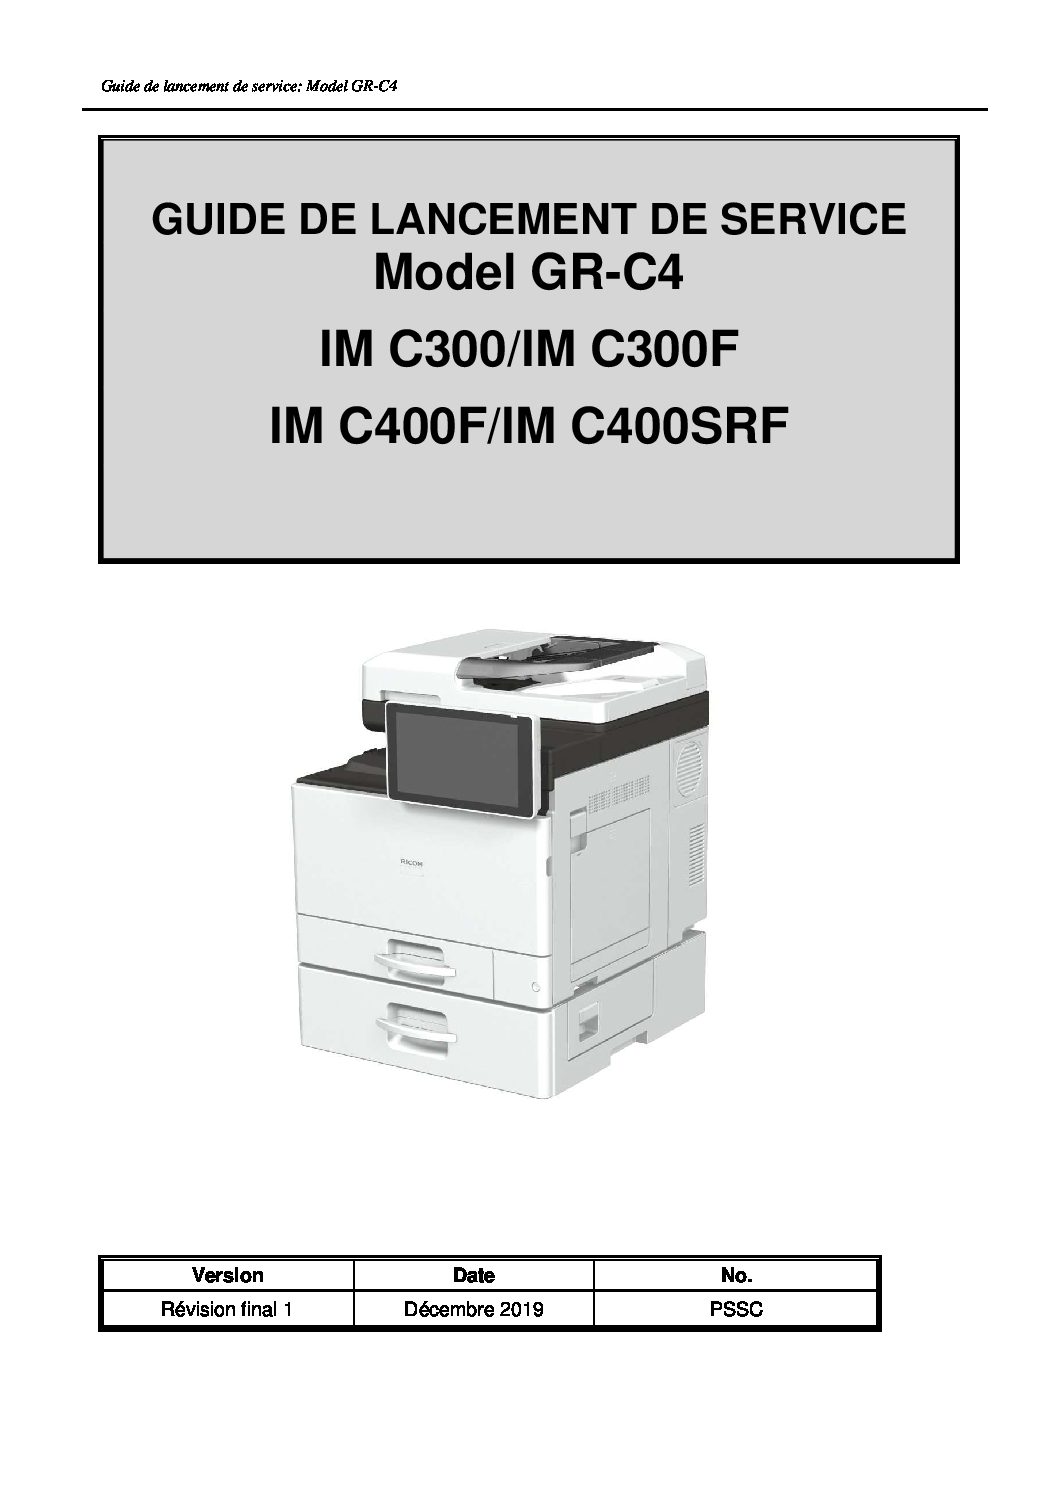 Guide de lancement de service: Model GR-C4
GUIDE DE LANCEMENT DE SERVICE
Model GR-C4
IM C300/IM C300F
IM C400F/IM C400SRF
RICOH
Version Date No.
Révision final 1 Décembre 2019 PSSC